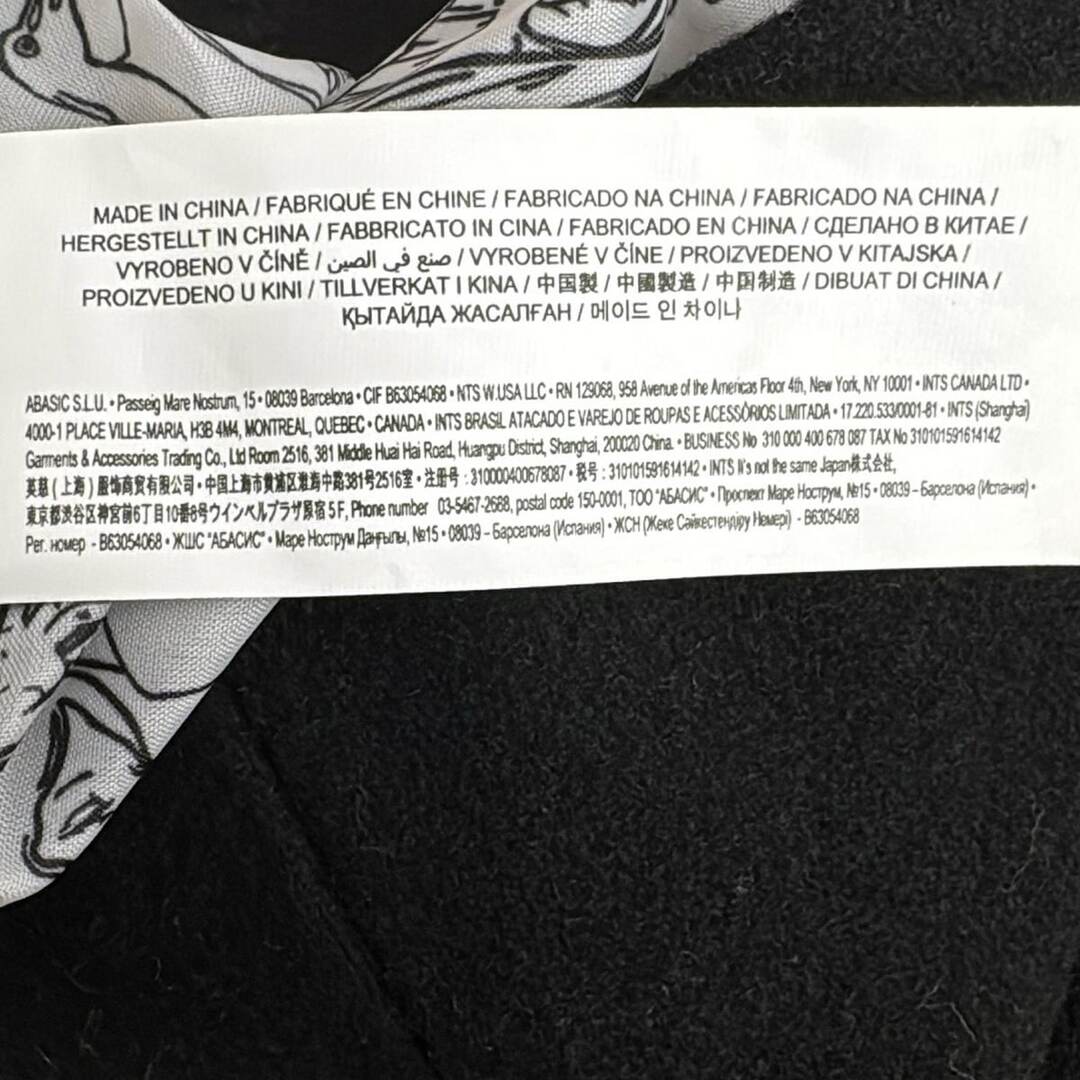 MADE IN CHINA / FABRIQUÉ EN CHINE / FABRICADO NA CHINA / FABRICADO NA CHINA /
HERGESTELLT IN CHINA / FABBRICATO IN CINA / FABRICADO EN CHINA / СДЕЛАНО В КИТАЕ /
VYROBENO V ČÍNĚ / صنع في الصين / VYROBENÉ V ČÍNE / PROIZVEDENO V KITAJSKA /
PROIZVEDENO U KINI / TILLVERKAT I KINA / 中国製 / 中國製造 / 中国制造 / DIBUAT DI CHINA /
ҚЫТАЙДА ЖАСАЛҒАН / 메이드 인 차이나
ABASIC S.L.U. • Passeig Mare Nostrum, 15 • 08039 Barcelona • CIF B63054068 • NTS W.USA LLC • RN 129068, 958 Avenue of the Americas Floor 4th, New York, NY 10001 • INTS CANADA LTD •
4000-1 PLACE VILLE-MARIA, H3B 4M4, MONTREAL, QUEBEC • CANADA • INTS BRASIL ATACADO E VAREJO DE ROUPAS E ACESSÒRIOS LIMITADA • 17.220.533/0001-81 • INTS (Shanghai)
Garments & Accessories Trading Co., Ltd Room 2516, 381 Middle Huai Hai Road, Huangpu District, Shanghai, 200020 China. • BUSINESS No 310 000 400 678 087 TAX No 310101591614142
英慈 ( 上海 ) 服饰商贸有限公司 • 中国上海市黄浦区淮海中路381号2516室 • 注册号 : 310000400678087 • 税号 : 310101591614142 • INTS It's not the same Japan株式会社,
東京都渋谷区神宮前6丁目10番8号ウインベルプラザ原宿 5 F, Phone number 03-5467-2688, postal code 150-0001, ТОО "АБАСИС" • Проспект Маре Нострум, №15 • 08039 – Барселона (Испания) •
Рег. номер - B63054068 • ЖШС "АБАСИС" • Маре Нострум Даңғылы, №15 • 08039 – Барселона (Испания) • ЖСН (Жеке Сәйкестендіру Нөмері) - B63054068